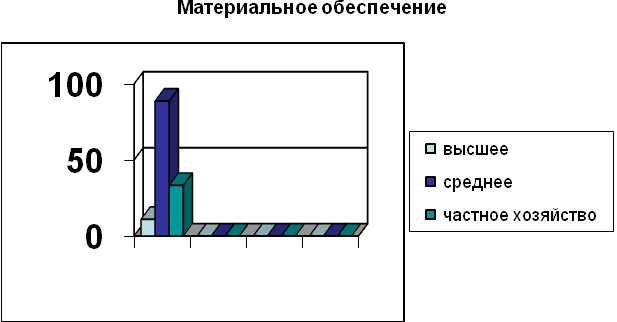 Материальное обеспечение
100
50
0
высшее
среднее
частное хозяйство